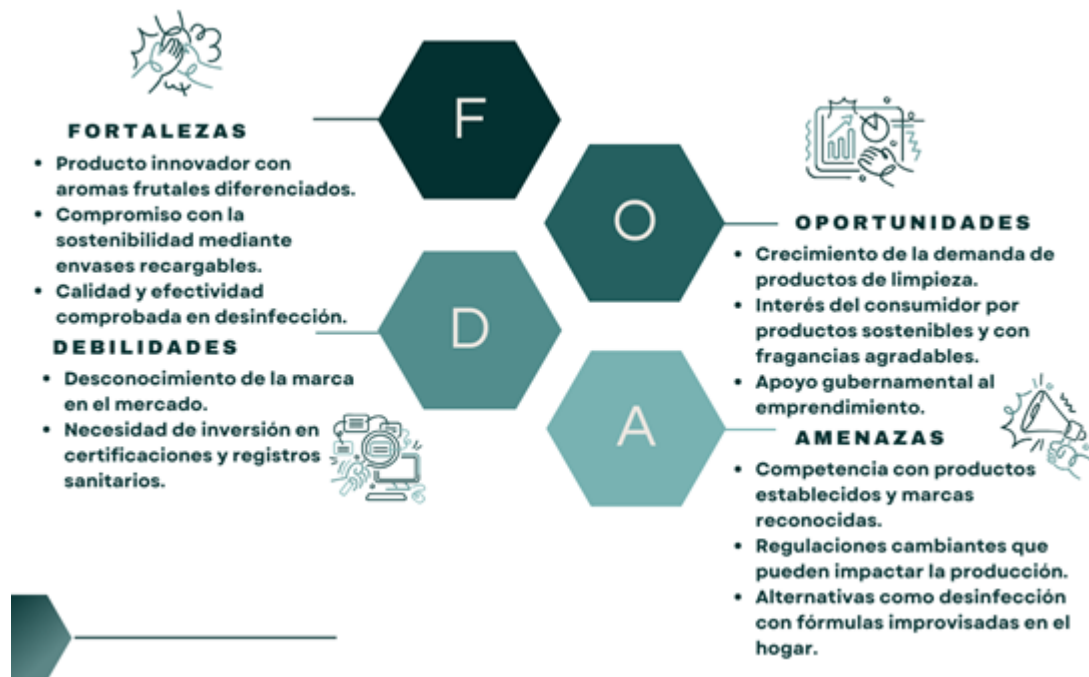 F
FORTALEZAS
• Producto innovador con
aromas frutales diferenciados.
• Compromiso con la
sostenibilidad mediante
envases recargables.
• Calidad y efectividad
comprobada en desinfección.
O
OPORTUNIDADES
• Crecimiento de la demanda de
productos de limpieza.
• Interés del consumidor por
productos sostenibles y con
fragancias agradables.
• Apoyo gubernamental al
emprendimiento.
D
DEBILIDADES
• Desconocimiento de la marca
en el mercado.
• Necesidad de inversión en
certificaciones y registros
sanitarios.
A
AMENAZAS
• Competencia con productos
establecidos y marcas
reconocidas.
• Regulaciones cambiantes que
pueden impactar la producción.
• Alternativas como desinfección
con fórmulas improvisadas en el
hogar.